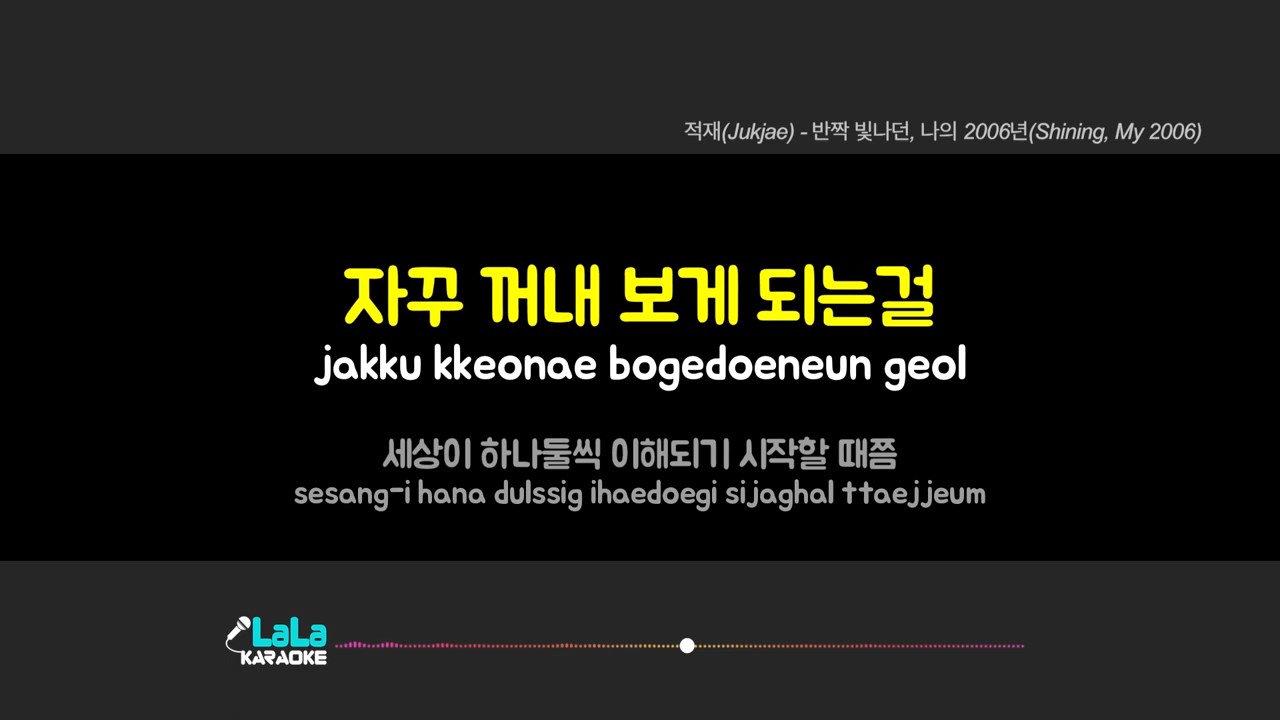 적재(Jukjae) - 반짝 빛나던, 나의 2006년(Shining, My 2006)
자꾸 꺼내 보게 되는걸
jakku kkeonae bogedoeneun geol
세상이 하나둘씩 이해되기 시작할 때쯤
sesang-i hana dulssig ihaedoegi sijaghal ttaejjeum
LaLa
KARAOKE